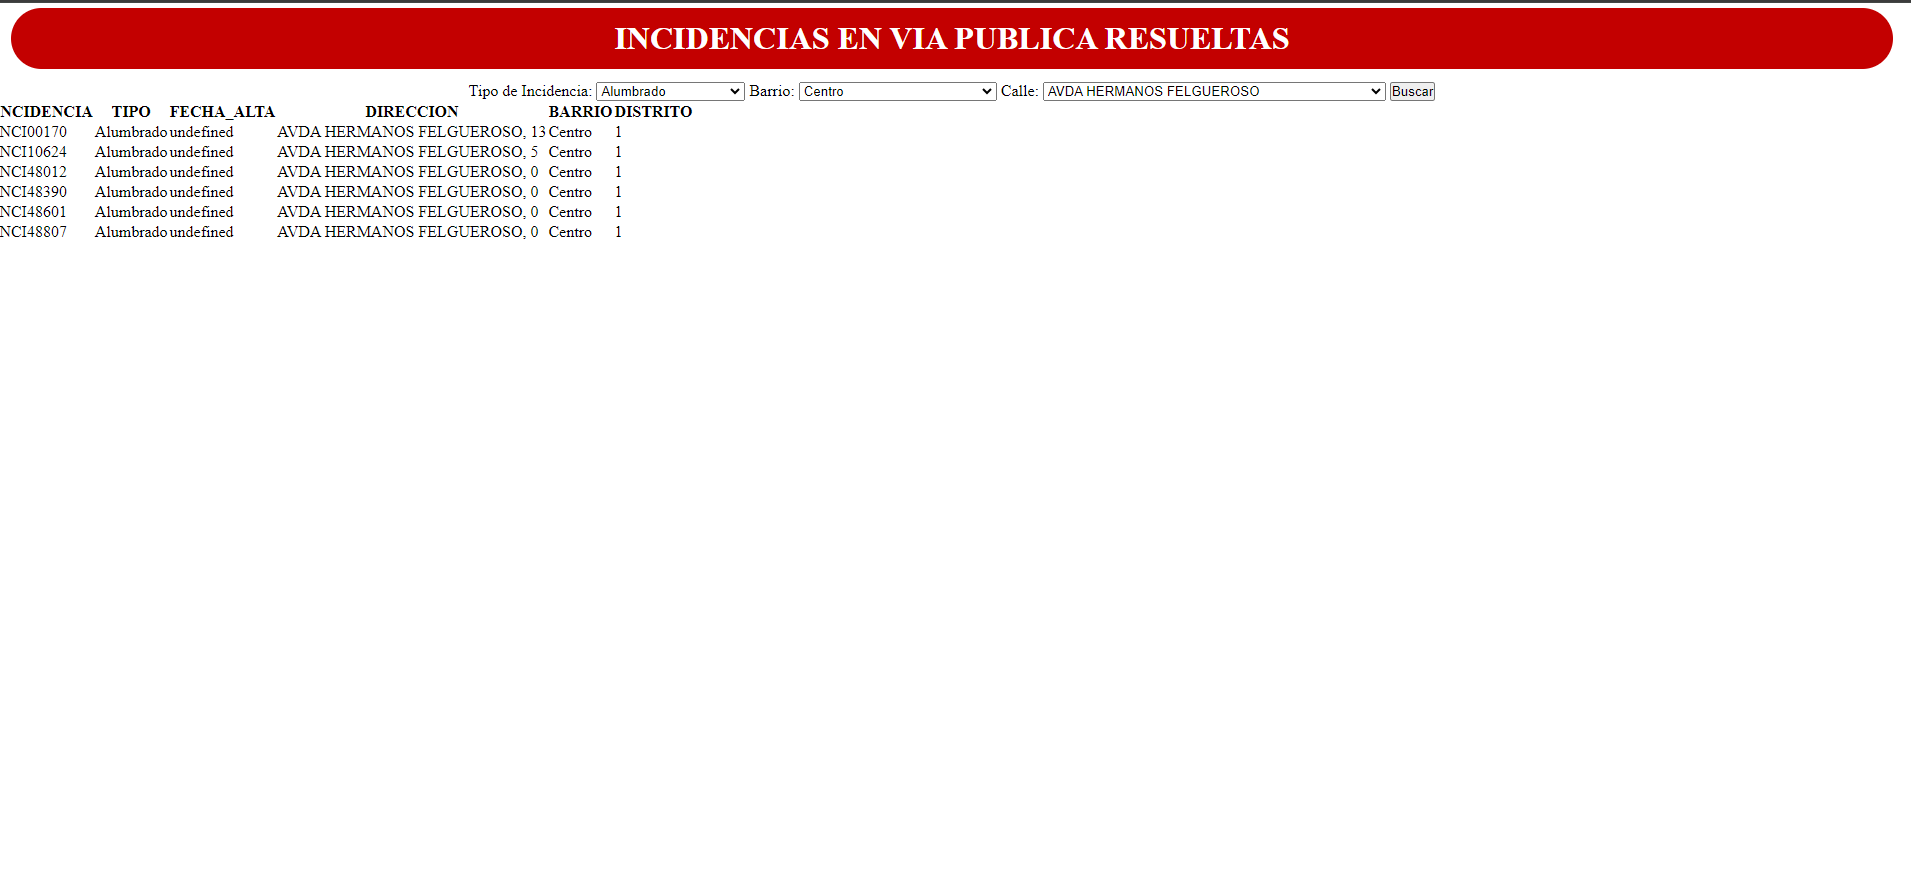 INCIDENCIAS EN VIA PUBLICA RESUELTAS
Tipo de Incidencia: Alumbrado Barrio: Centro Calle: AVDA HERMANOS FELGUEROSO Buscar
NCIDENCIA TIPO FECHA_ALTA DIRECCION BARRIO DISTRITO
NCI00170 Alumbrado undefined AVDA HERMANOS FELGUEROSO, 13 Centro 1
NCI10624 Alumbrado undefined AVDA HERMANOS FELGUEROSO, 5 Centro 1
NCI48012 Alumbrado undefined AVDA HERMANOS FELGUEROSO, 0 Centro 1
NCI48390 Alumbrado undefined AVDA HERMANOS FELGUEROSO, 0 Centro 1
NCI48601 Alumbrado undefined AVDA HERMANOS FELGUEROSO, 0 Centro 1
NCI48807 Alumbrado undefined AVDA HERMANOS FELGUEROSO, 0 Centro 1